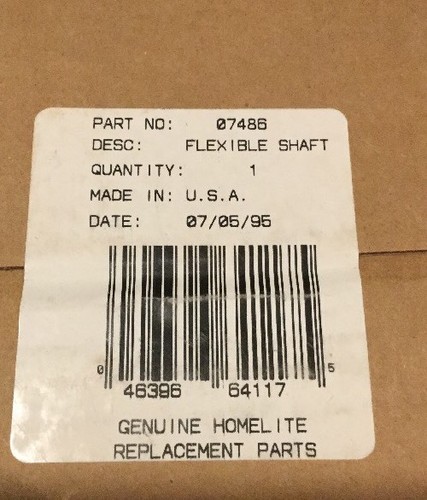 PART NO: 07486
DESC: FLEXIBLE SHAFT
QUANTITY: 1
MADE IN: U.S.A.
DATE: 07/05/95
0 46396 64117 5
GENUINE HOMELITE
REPLACEMENT PARTS